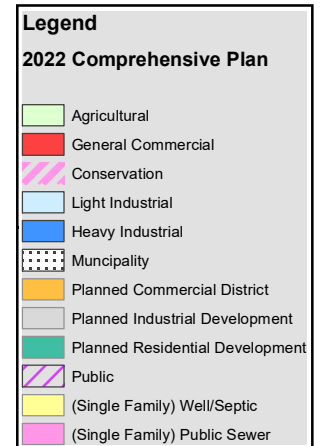 Legend
2022 Comprehensive Plan
Agricultural
General Commercial
Conservation
Light Industrial
Heavy Industrial
Muncipality
Planned Commercial District
Planned Industrial Development
Planned Residential Development
Public
(Single Family) Well/Septic
(Single Family) Public Sewer